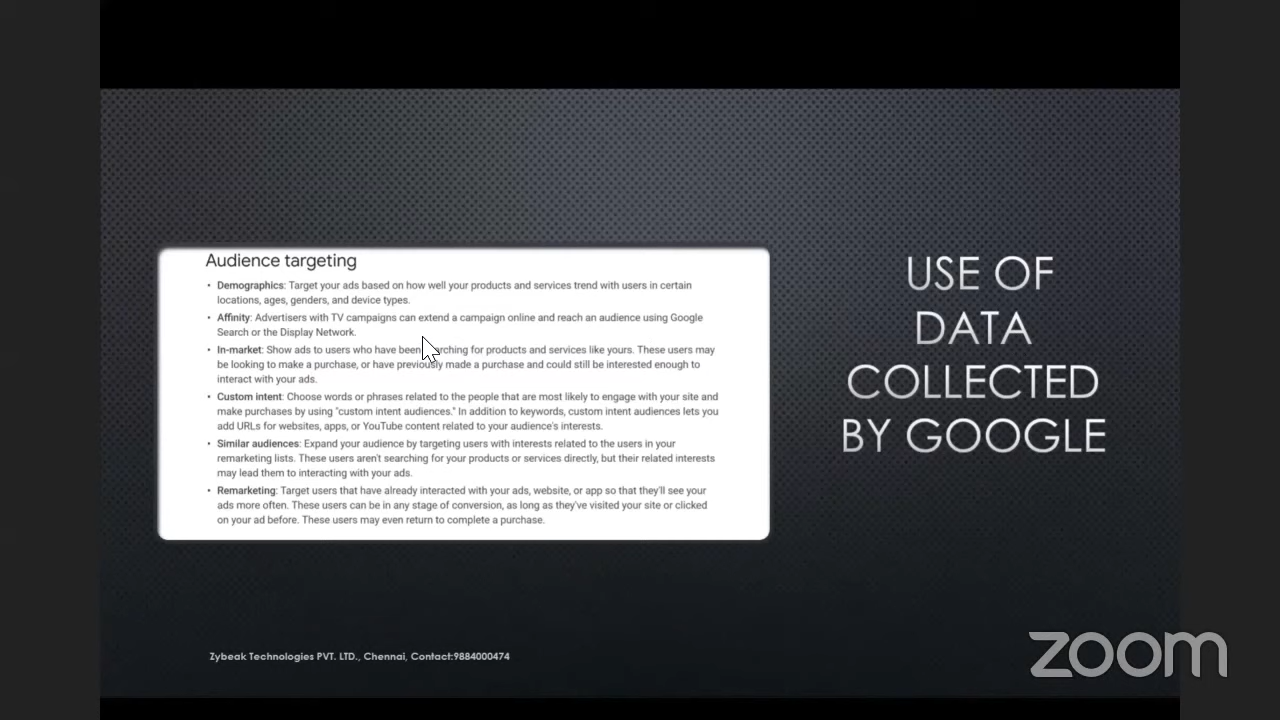 Audience targeting
• Demographics: Target your ads based on how well your products and services trend with users in certain
locations, ages, genders, and device types.
• Affinity: Advertisers with TV campaigns can extend a campaign online and reach an audience using Google
Search or the Display Network.
• In-market: Show ads to users who have been searching for products and services like yours. These users may
be looking to make a purchase, or have previously made a purchase and could still be interested enough to
interact with your ads.
• Custom intent: Choose words or phrases related to the people that are most likely to engage with your site and
make purchases by using "custom intent audiences." In addition to keywords, custom intent audiences lets you
add URLs for websites, apps, or YouTube content related to your audience's interests.
• Similar audiences: Expand your audience by targeting users with interests related to the users in your
remarketing lists. These users aren't searching for your products or services directly, but their related interests
may lead them to interacting with your ads.
• Remarketing: Target users that have already interacted with your ads, website, or app so that they'll see your
ads more often. These users can be in any stage of conversion, as long as they've visited your site or clicked
on your ad before. These users may even return to complete a purchase.
USE OF
DATA
COLLECTED
BY GOOGLE
Zybeak Technologies PVT. LTD., Chennai, Contact:9884000474
zoom